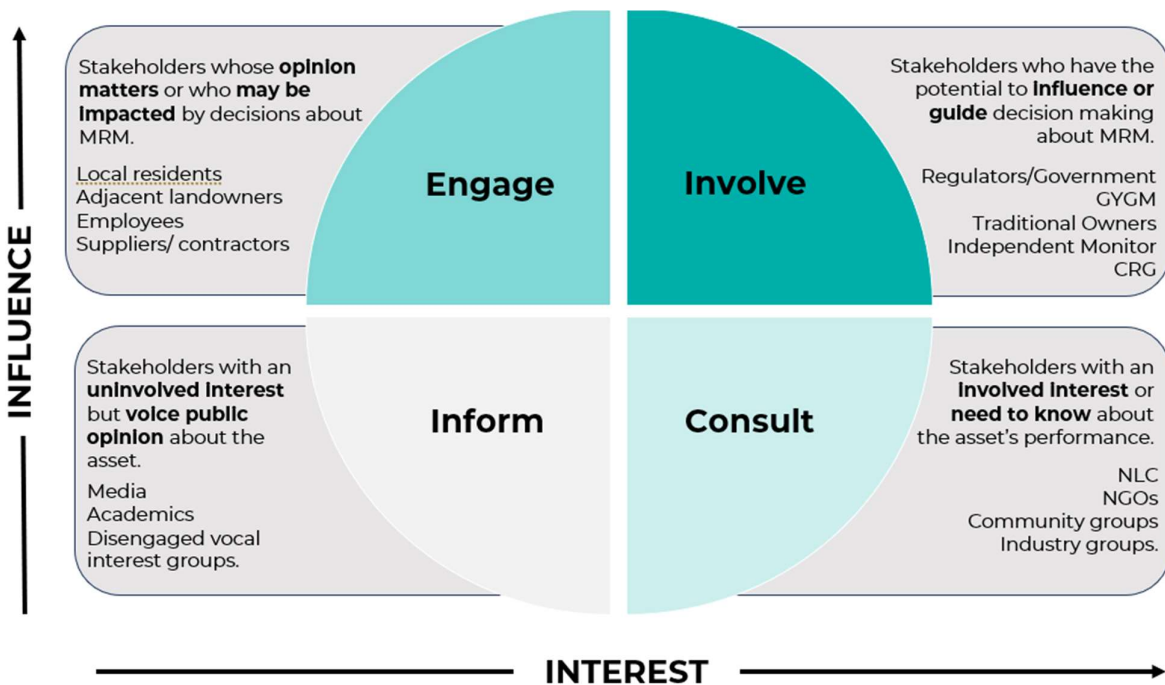 Stakeholders whose opinion
matters or who may be
impacted by decisions about
MRM.
Local residents
Adjacent landowners
Employees
Suppliers/ contractors
Engage
Involve
Stakeholders who have the
potential to influence or
guide decision making
about MRM.
Regulators/Government
GYGM
Traditional Owners
Independent Monitor
CRG
INFLUENCE
Stakeholders with an
uninvolved interest
but voice public
opinion about the
asset.
Media
Academics
Disengaged vocal
interest groups.
Inform
Consult
Stakeholders with an
involved interest or
need to know about
the asset's performance.
NLC
NGOs
Community groups
Industry groups.
INTEREST